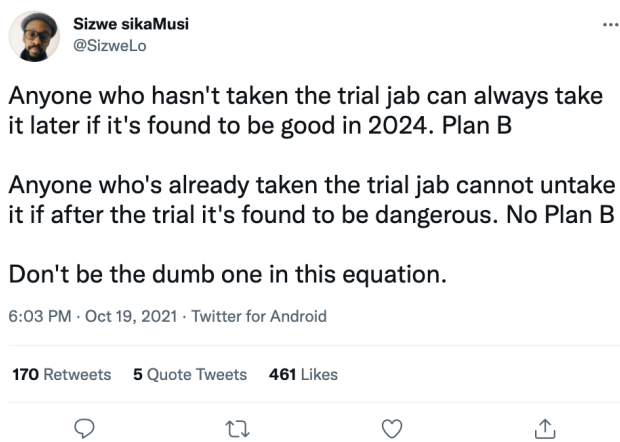 Sizwe sikaMusi
@SizweLo
Anyone who hasn't taken the trial jab can always take
it later if it's found to be good in 2024. Plan B
Anyone who's already taken the trial jab cannot untake
it if after the trial it's found to be dangerous. No Plan B
Don't be the dumb one in this equation.
6:03 PM · Oct 19, 2021 · Twitter for Android
170 Retweets 5 Quote Tweets 461 Likes